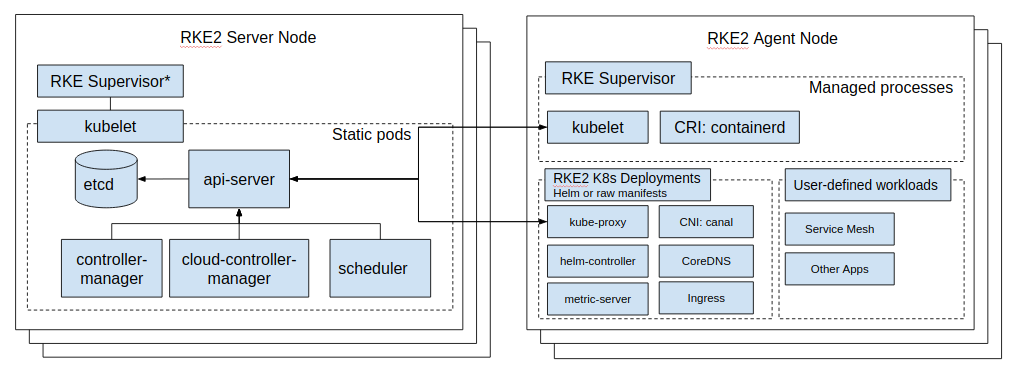 RKE2 Server Node
RKE Supervisor*
kubelet
Static pods
etcd
api-server
controller-
manager
cloud-controller-
manager
scheduler
RKE2 Agent Node
RKE Supervisor
Managed processes
kubelet
CRI: containerd
RKE2 K8s Deployments
Helm or raw manifests
kube-proxy
CNI: canal
helm-controller
CoreDNS
metric-server
Ingress
User-defined workloads
Service Mesh
Other Apps